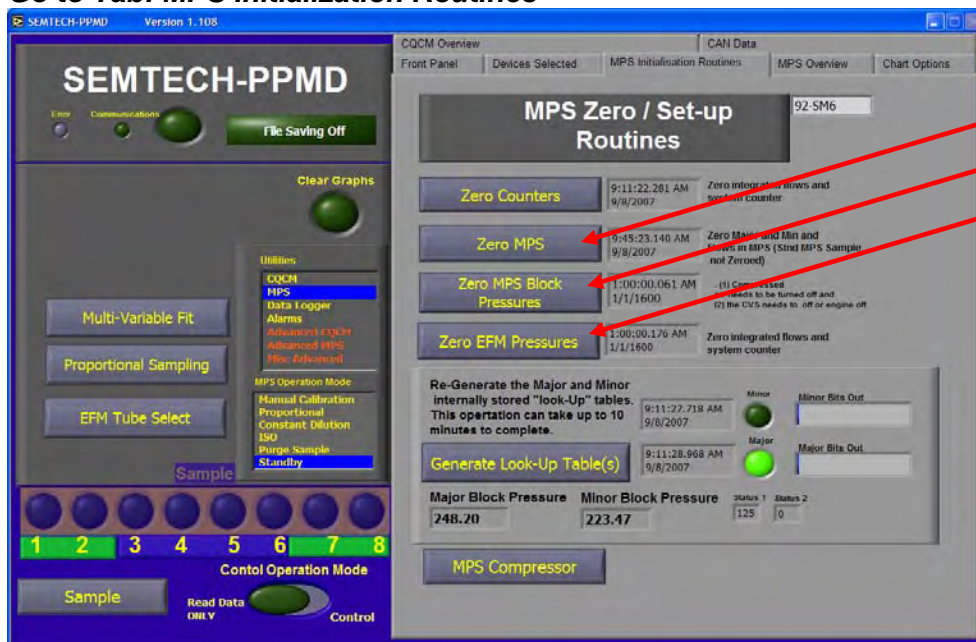 Go to Tab: MPS Initialization Routines
SEMTECH-PPMD Version 1.108
SEMTECH-PPMD
Error
Communications
File Saving Off
Clear Graphs
Utilities
CQCM
MPS
Data Logger
Alarms
Advanced CQCM
Advanced MPS
Misc Advanced
Multi-Variable Fit
Proportional Sampling
EFM Tube Select
MPS Operation Mode
Manual Calibration
Proportional
Constant Dilution
ISO
Purge Sample
Standby
Sample
1 2 3 4 5 6 7 8
Contol Operation Mode
Sample
Read Data
ONLY
Control
CQCM Overview
CAN Data
Front Panel
Devices Selected
MPS Initialisation Routines
MPS Overview
Chart Options
MPS Zero / Set-up
Routines
92-SM6
Zero Counters
9:11:22.281 AM
9/8/2007
Zero integrated flows and
system counter
Zero MPS
9:45:23.140 AM
9/8/2007
Zero Major and Min and
flows in MPS (Stnd MPS Sample
not Zeroed)
Zero MPS Block
Pressures
1:00:00.061 AM
1/1/1600
(1) Compressed
needs to be turned off and
(2) the CVS needs to off or engine off
Zero EFM Pressures
1:00:00.176 AM
1/1/1600
Zero integrated flows and
system counter
Re-Generate the Major and Minor
internally stored "look-Up" tables.
This opertation can take up to 10
minutes to complete.
9:11:27.718 AM
9/8/2007
Minor
Minor Bits Out
Generate Look-Up Table(s)
9:11:28.968 AM
9/8/2007
Major
Major Bits Out
Major Block Pressure
248.20
Minor Block Pressure
223.47
Status 1
125
Status 2
0
MPS Compressor